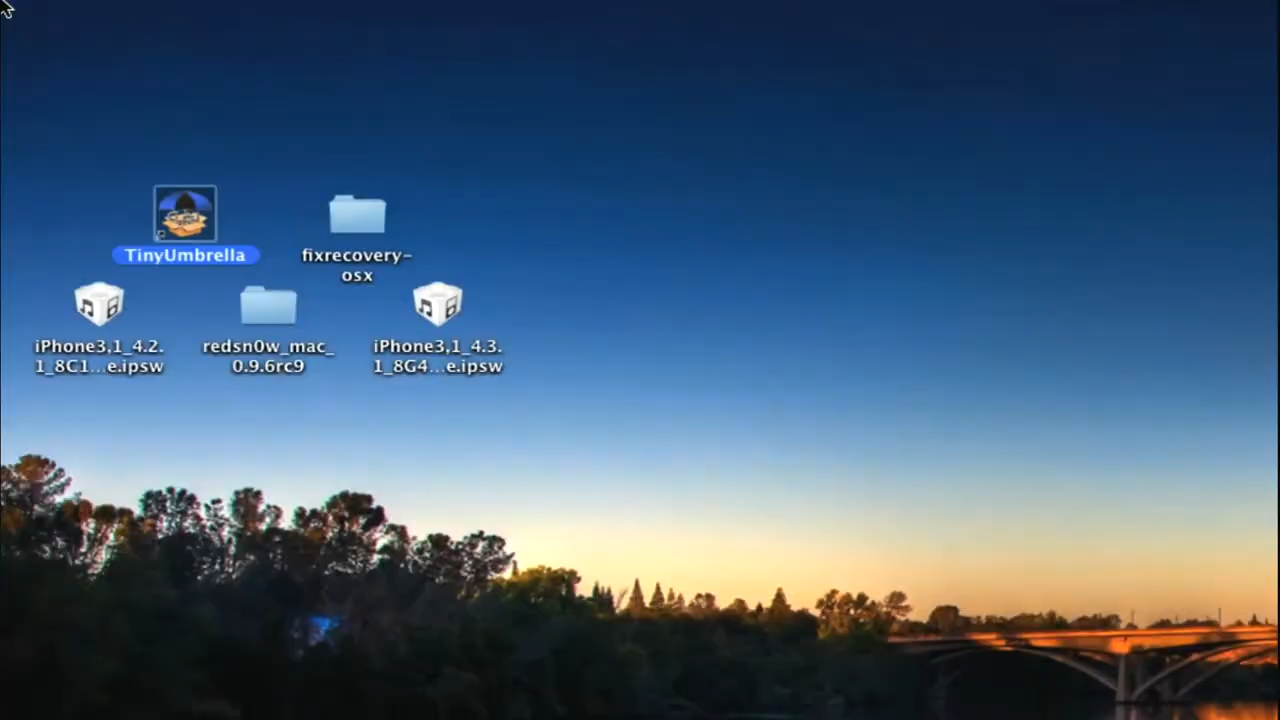 TinyUmbrella
fixrecovery-
osx
iPhone3,1_4.2.
1_8C1...e.ipsw
redsn0w_mac_
0.9.6rc9
iPhone3,1_4.3.
1_8G4...e.ipsw